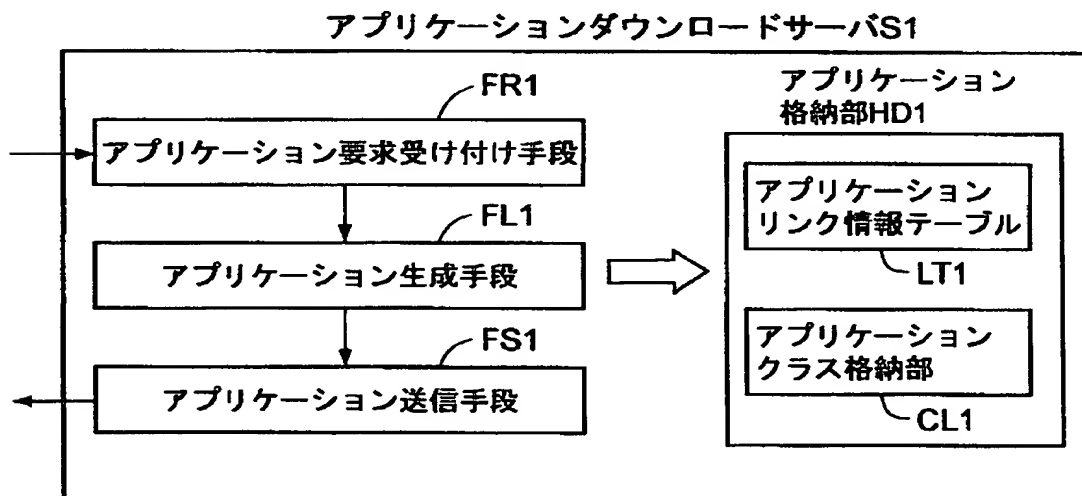 アプリケーションダウンロードサーバS1
FR1
アプリケーション要求受け付け手段
FL1
アプリケーション生成手段
FS1
アプリケーション送信手段
アプリケーション
格納部HD1
アプリケーション
リンク情報テーブル
LT1
アプリケーション
クラス格納部
CL1